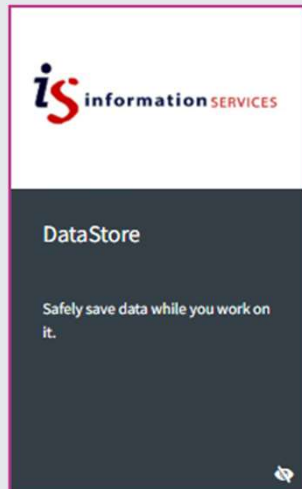 is information SERVICES
DataStore
Safely save data while you work on
it.